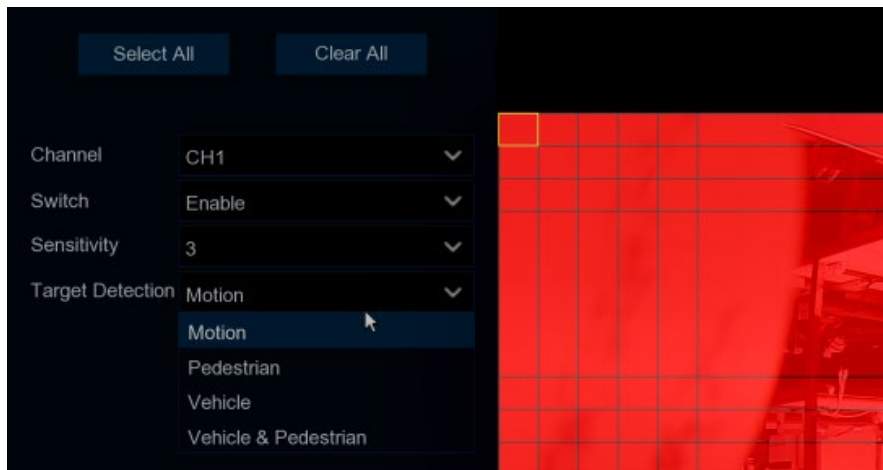 Select All Clear All
Channel CH1
Switch Enable
Sensitivity 3
Target Detection Motion
Motion
Pedestrian
Vehicle
Vehicle & Pedestrian